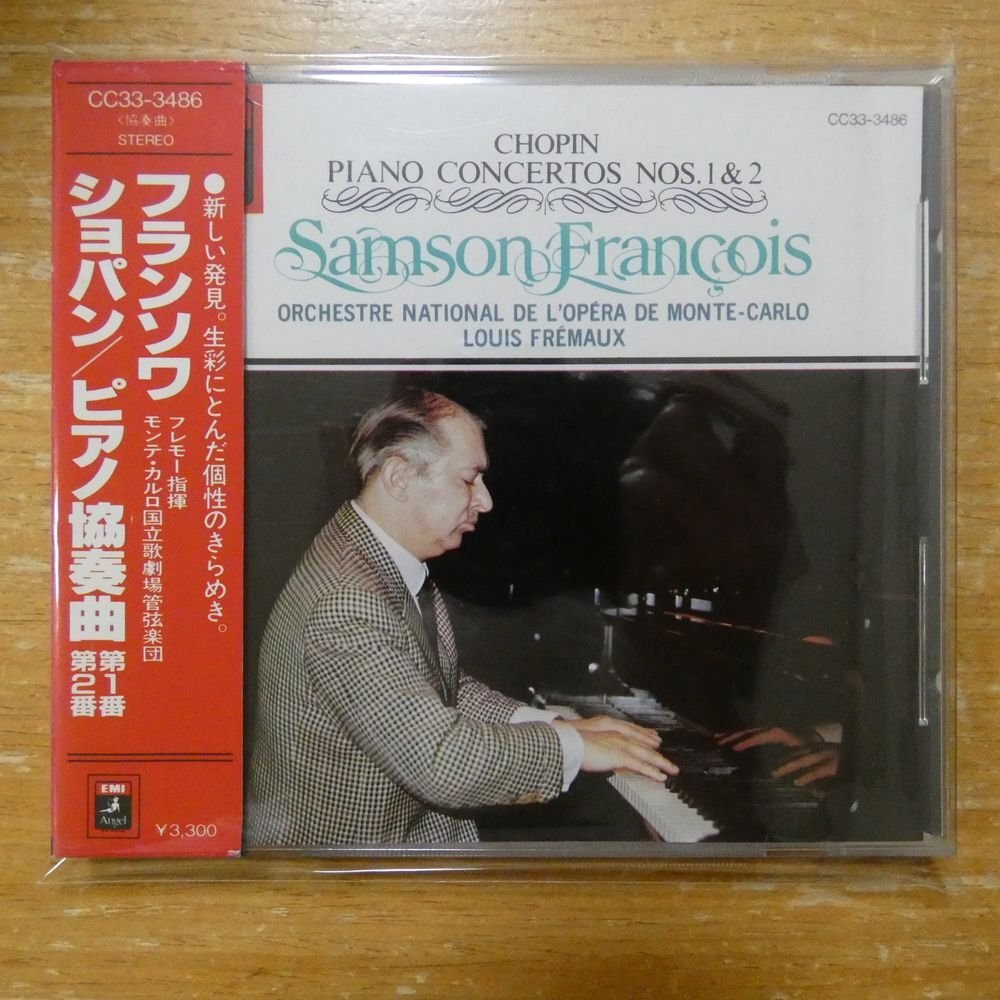 CC33-3486
〈協奏曲〉
STEREO
●新しい発見。生彩にとんだ個性のきらめき。
フランソワ
フレモー指揮
モンテ・カルロ国立歌劇場管弦楽団
ショパン/ピアノ協奏曲 第1番
第2番
EMI
Angel
¥3,300
CC33-3486
CHOPIN
PIANO CONCERTOS NOS. 1 & 2
Samson François
ORCHESTRE NATIONAL DE L'OPÉRA DE MONTE-CARLO
LOUIS FRÉMAUX